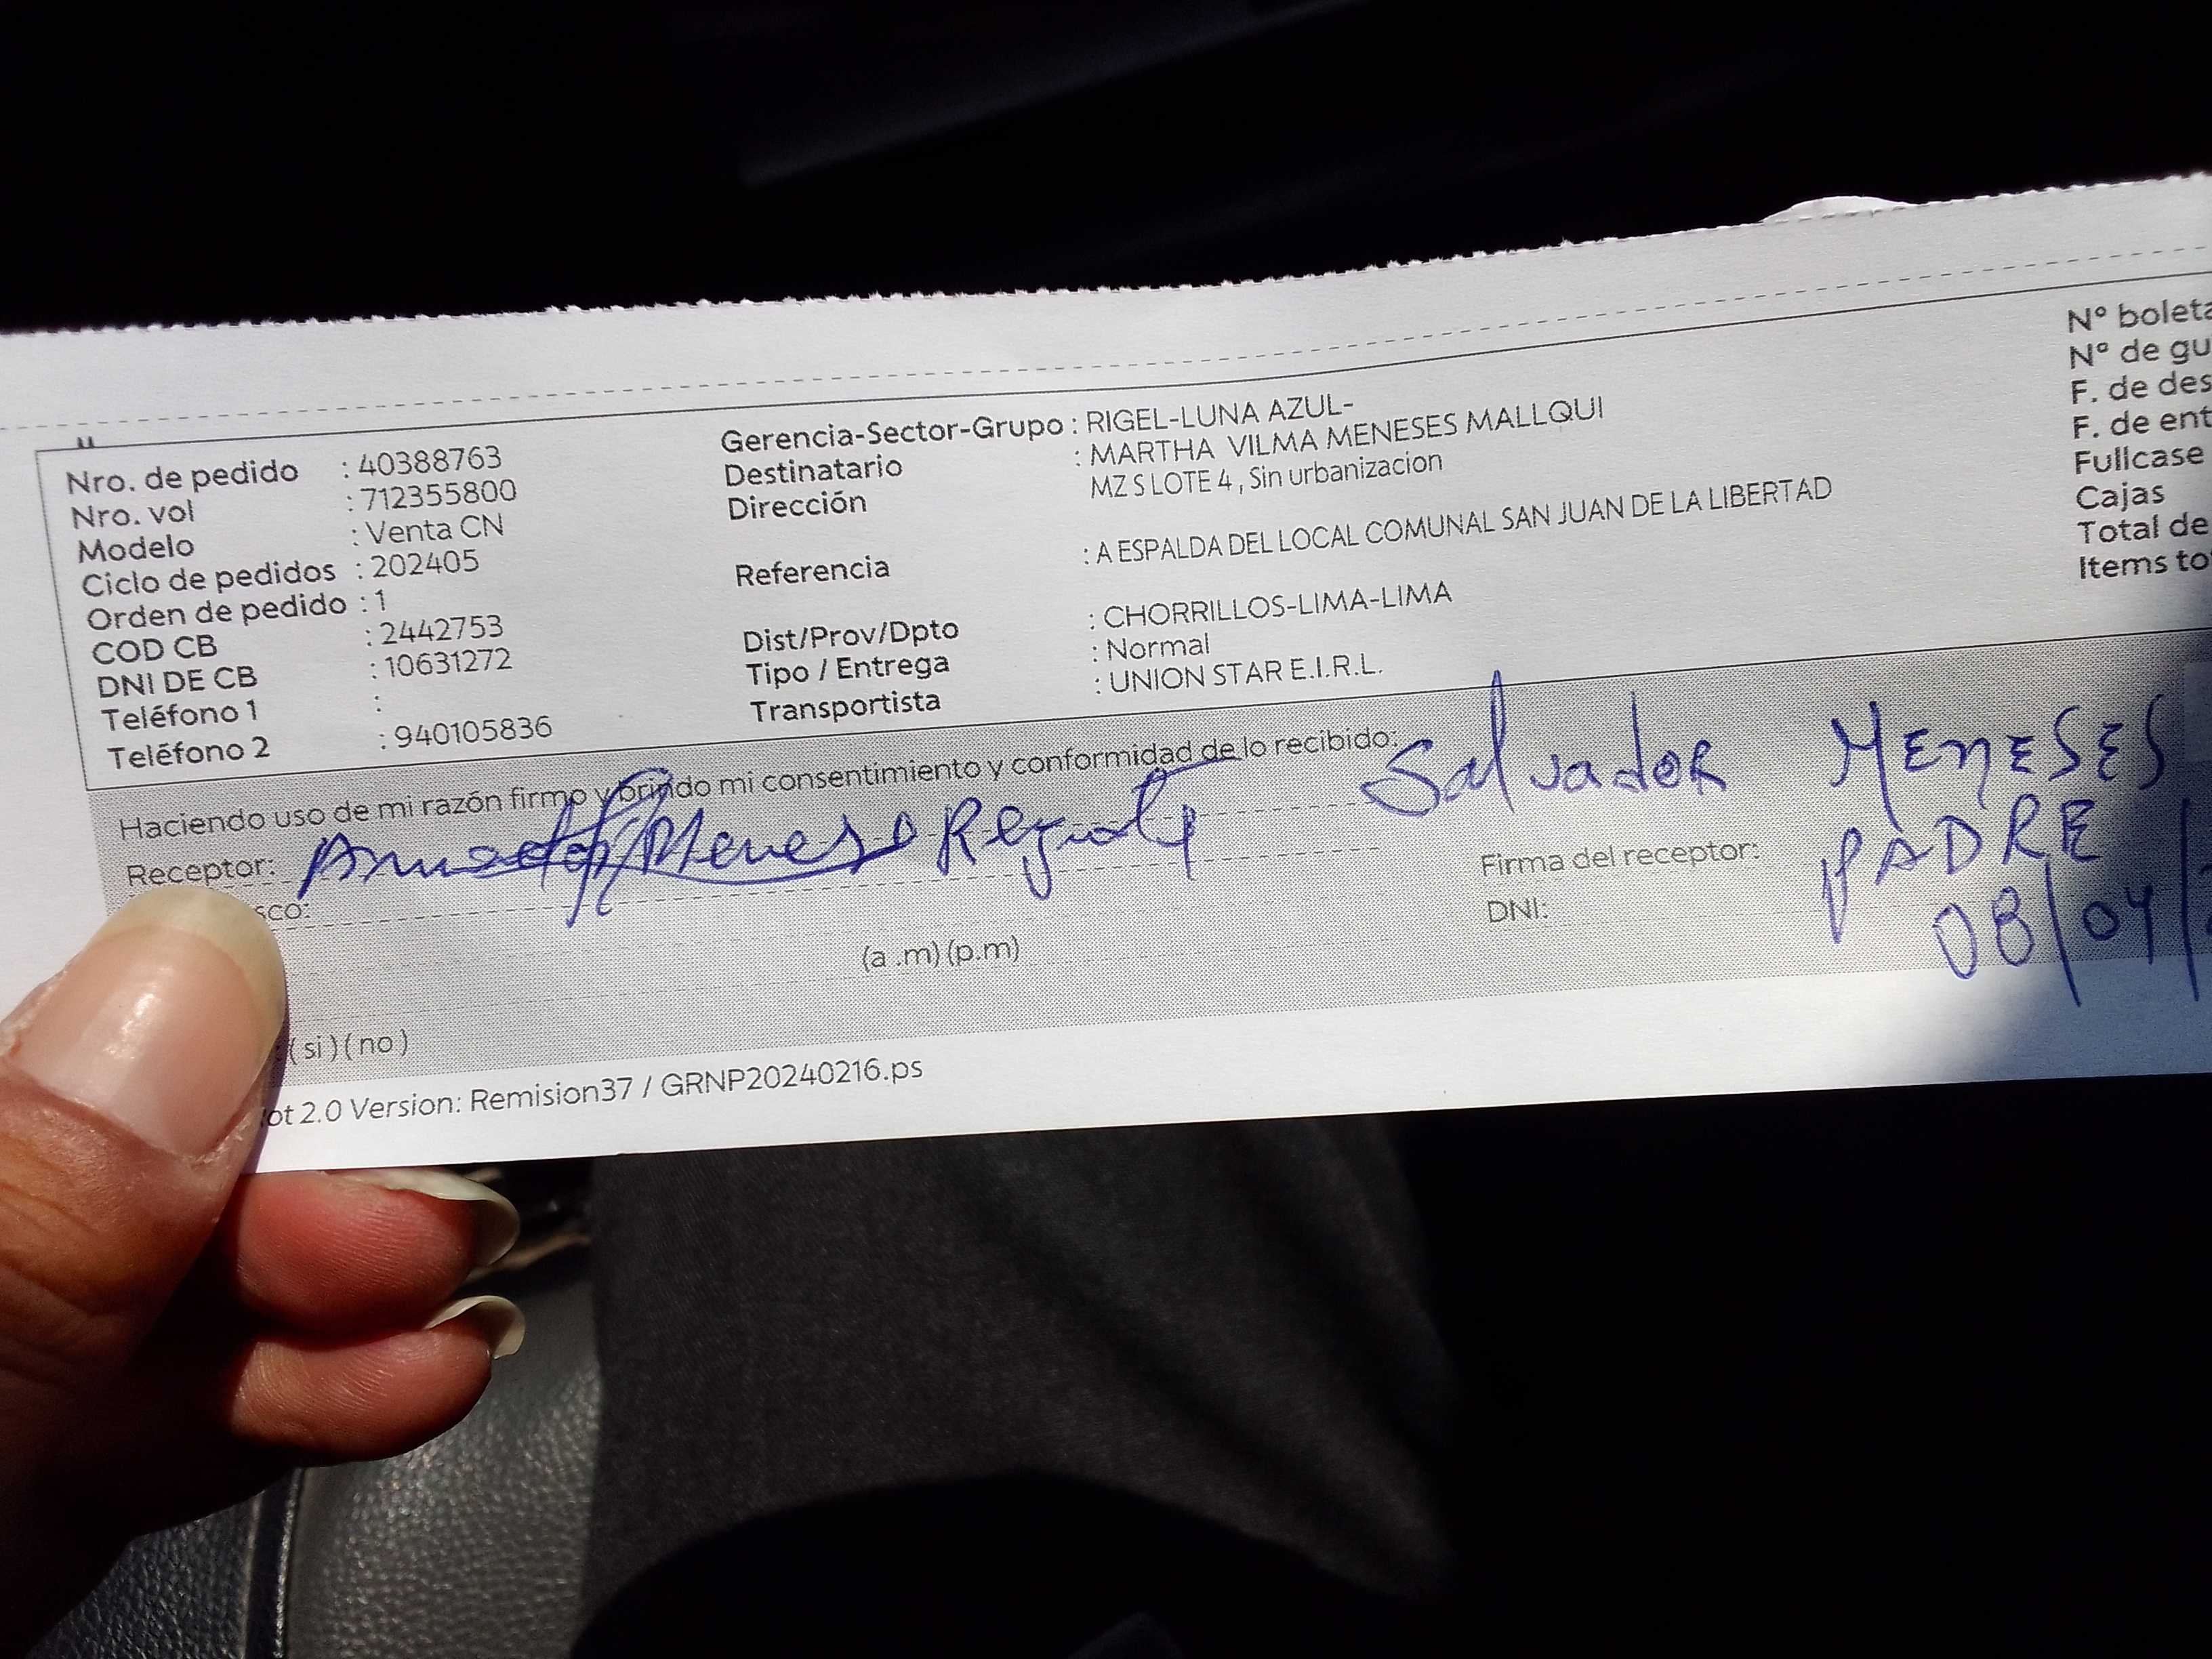 Nro. de pedido : 40388763
Nro. vol : 712355800
Modelo : Venta CN
Ciclo de pedidos : 202405
Orden de pedido : 1
COD CB : 2442753
DNI DE CB : 10631272
Teléfono 1 :
Teléfono 2 : 940105836
Gerencia-Sector-Grupo : RIGEL-LUNA AZUL-
Destinatario : MARTHA VILMA MENESES MALLQUI
Dirección MZ S LOTE 4 , Sin urbanizacion
Referencia : A ESPALDA DEL LOCAL COMUNAL SAN JUAN DE LA LIBERTAD
Dist/Prov/Dpto : CHORRILLOS-LIMA-LIMA
Tipo / Entrega : Normal
Transportista : UNION STAR E.I.R.L.
N° boleta
N° de gu
F. de des
F. de ent
Fullcase
Cajas
Total de
Items to
Haciendo uso de mi razón firmo y brindo mi consentimiento y conformidad de lo recibido:
Salvador MENESES
Receptor:
Firma del receptor: PADRE
sco:
DNI: 08/04/
(a .m) (p.m)
: ( si ) ( no )
ot 2.0 Version: Remision37 / GRNP20240216.ps